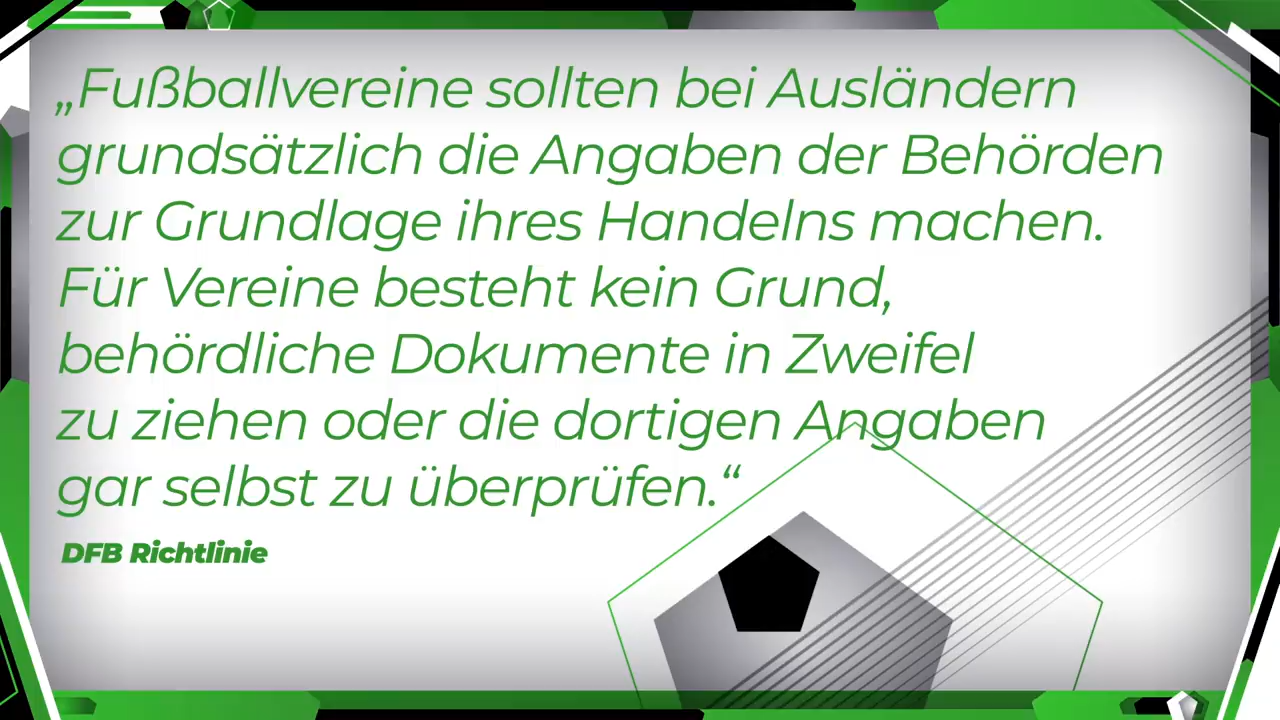 „Fußballvereine sollten bei Ausländern
grundsätzlich die Angaben der Behörden
zur Grundlage ihres Handelns machen.
Für Vereine besteht kein Grund,
behördliche Dokumente in Zweifel
zu ziehen oder die dortigen Angaben
gar selbst zu überprüfen.“
DFB Richtlinie